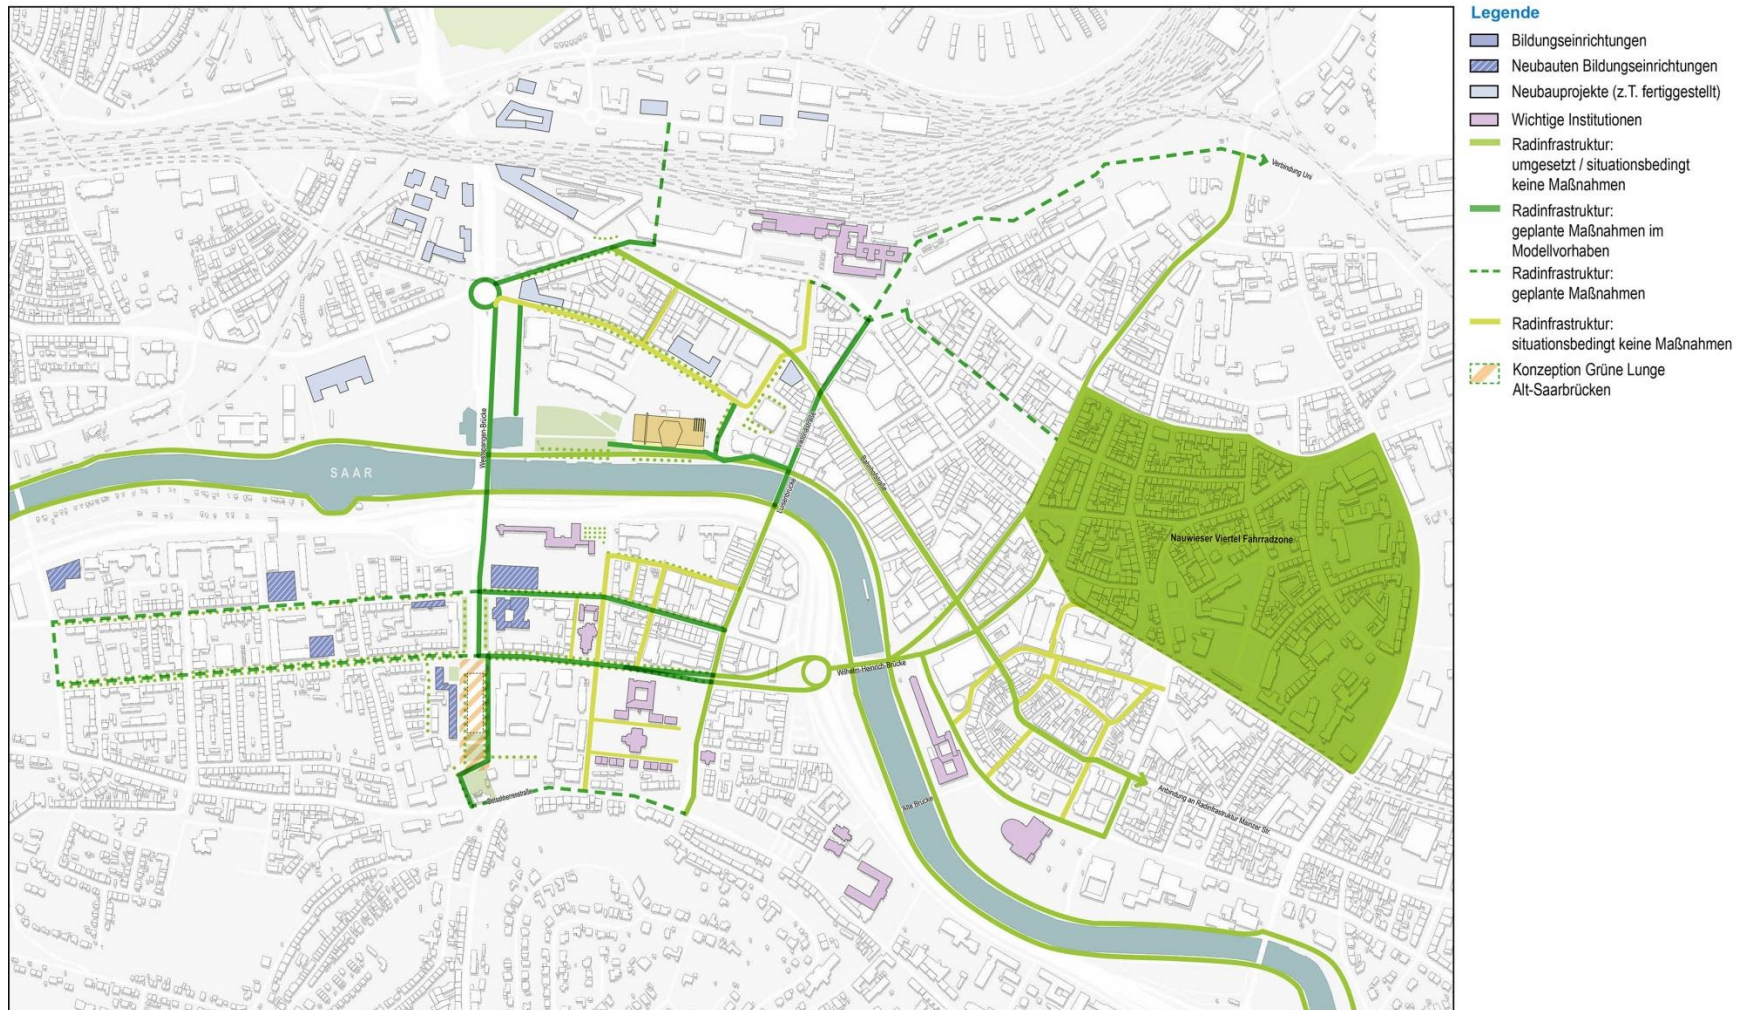 Legende
Bildungseinrichtungen
Neubauten Bildungseinrichtungen
Neubauprojekte (z.T. fertiggestellt)
Wichtige Institutionen
Radinfrastruktur:
umgesetzt / situationsbedingt
keine Maßnahmen
Radinfrastruktur:
geplante Maßnahmen im
Modellvorhaben
Radinfrastruktur:
geplante Maßnahmen
Radinfrastruktur:
situationsbedingt keine Maßnahmen
Konzeption Grüne Lunge
Alt-Saarbrücken
Verbindung Uni
Westspangen-Brücke
Viktoriastraße
Bahnhofstraße
SAAR
Luisenbrücke
Nauwieser Viertel Fahrradzone
Wilhelm-Heinrich-Brücke
Alte Brücke
Anbindung an Radinfrastruktur Mainzer Str.